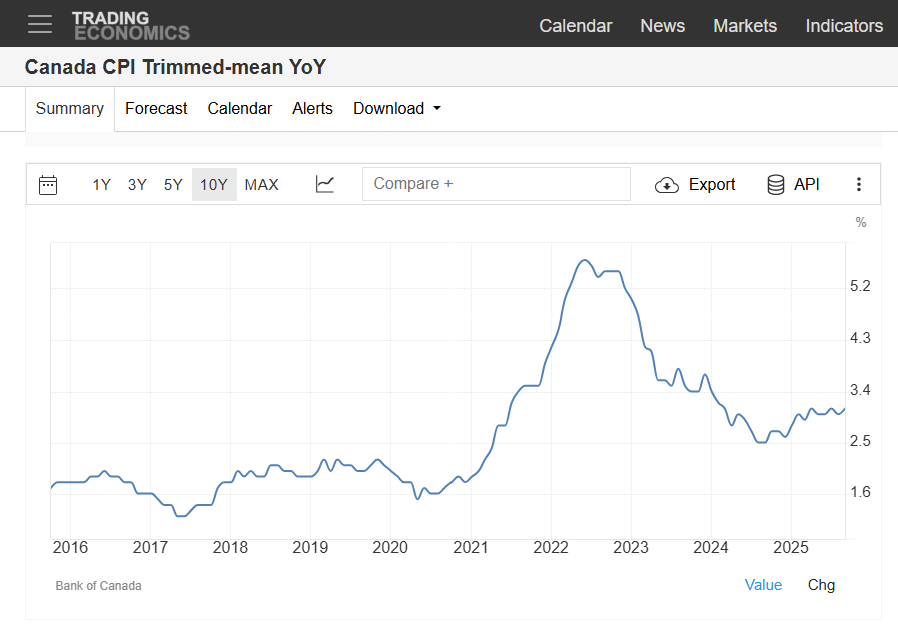 TRADING
ECONOMICS
Calendar News Markets Indicators
Canada CPI Trimmed-mean YoY
Summary Forecast Calendar Alerts Download
1Y 3Y 5Y 10Y MAX Compare + Export API
%
5.2
4.3
3.4
2.5
1.6
2016 2017 2018 2019 2020 2021 2022 2023 2024 2025
Bank of Canada Value Chg